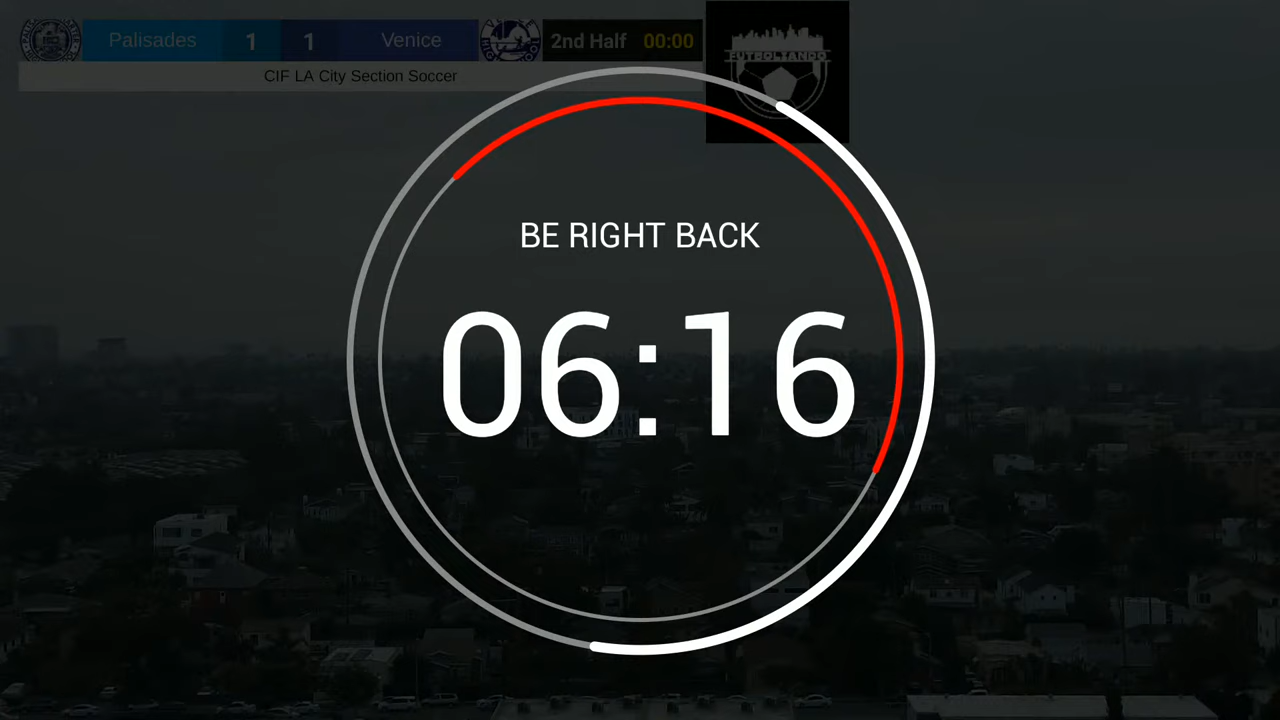 Palisades 1 1 Venice 2nd Half 00:00
CIF LA City Section Soccer
FUTBOLEANDO
BE RIGHT BACK
06:16